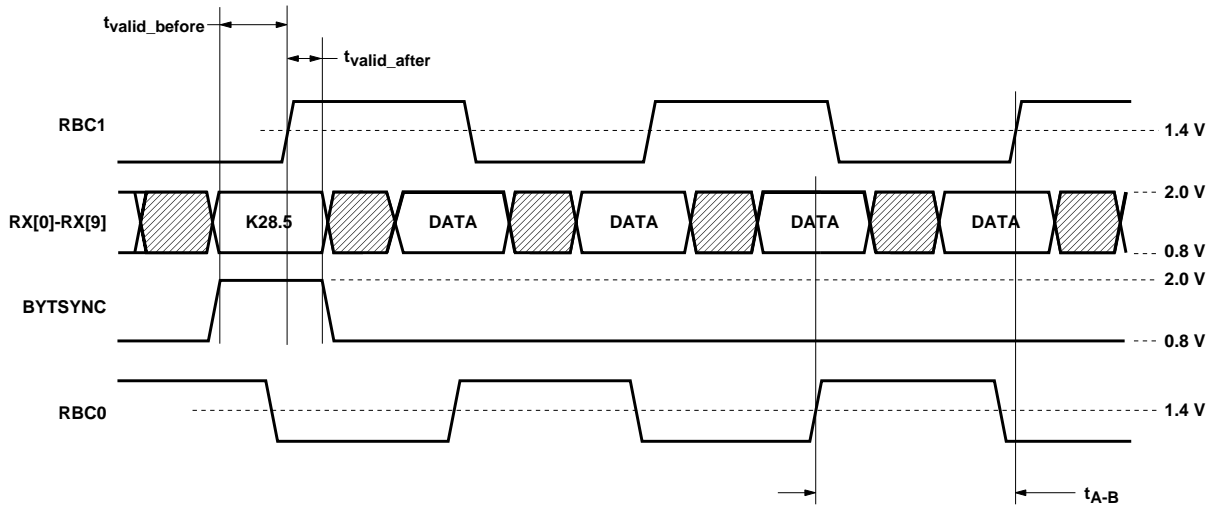 tvalid_before
tvalid_after
RBC1
1.4 V
2.0 V
RX[0]-RX[9] K28.5 DATA DATA DATA DATA
0.8 V
2.0 V
BYTSYNC
0.8 V
RBC0
1.4 V
tA-B